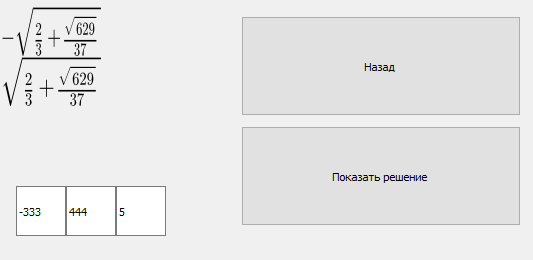 -√(2/3 + √629/37)
√(2/3 + √629/37)
Назад
Показать решение
-333 444 5